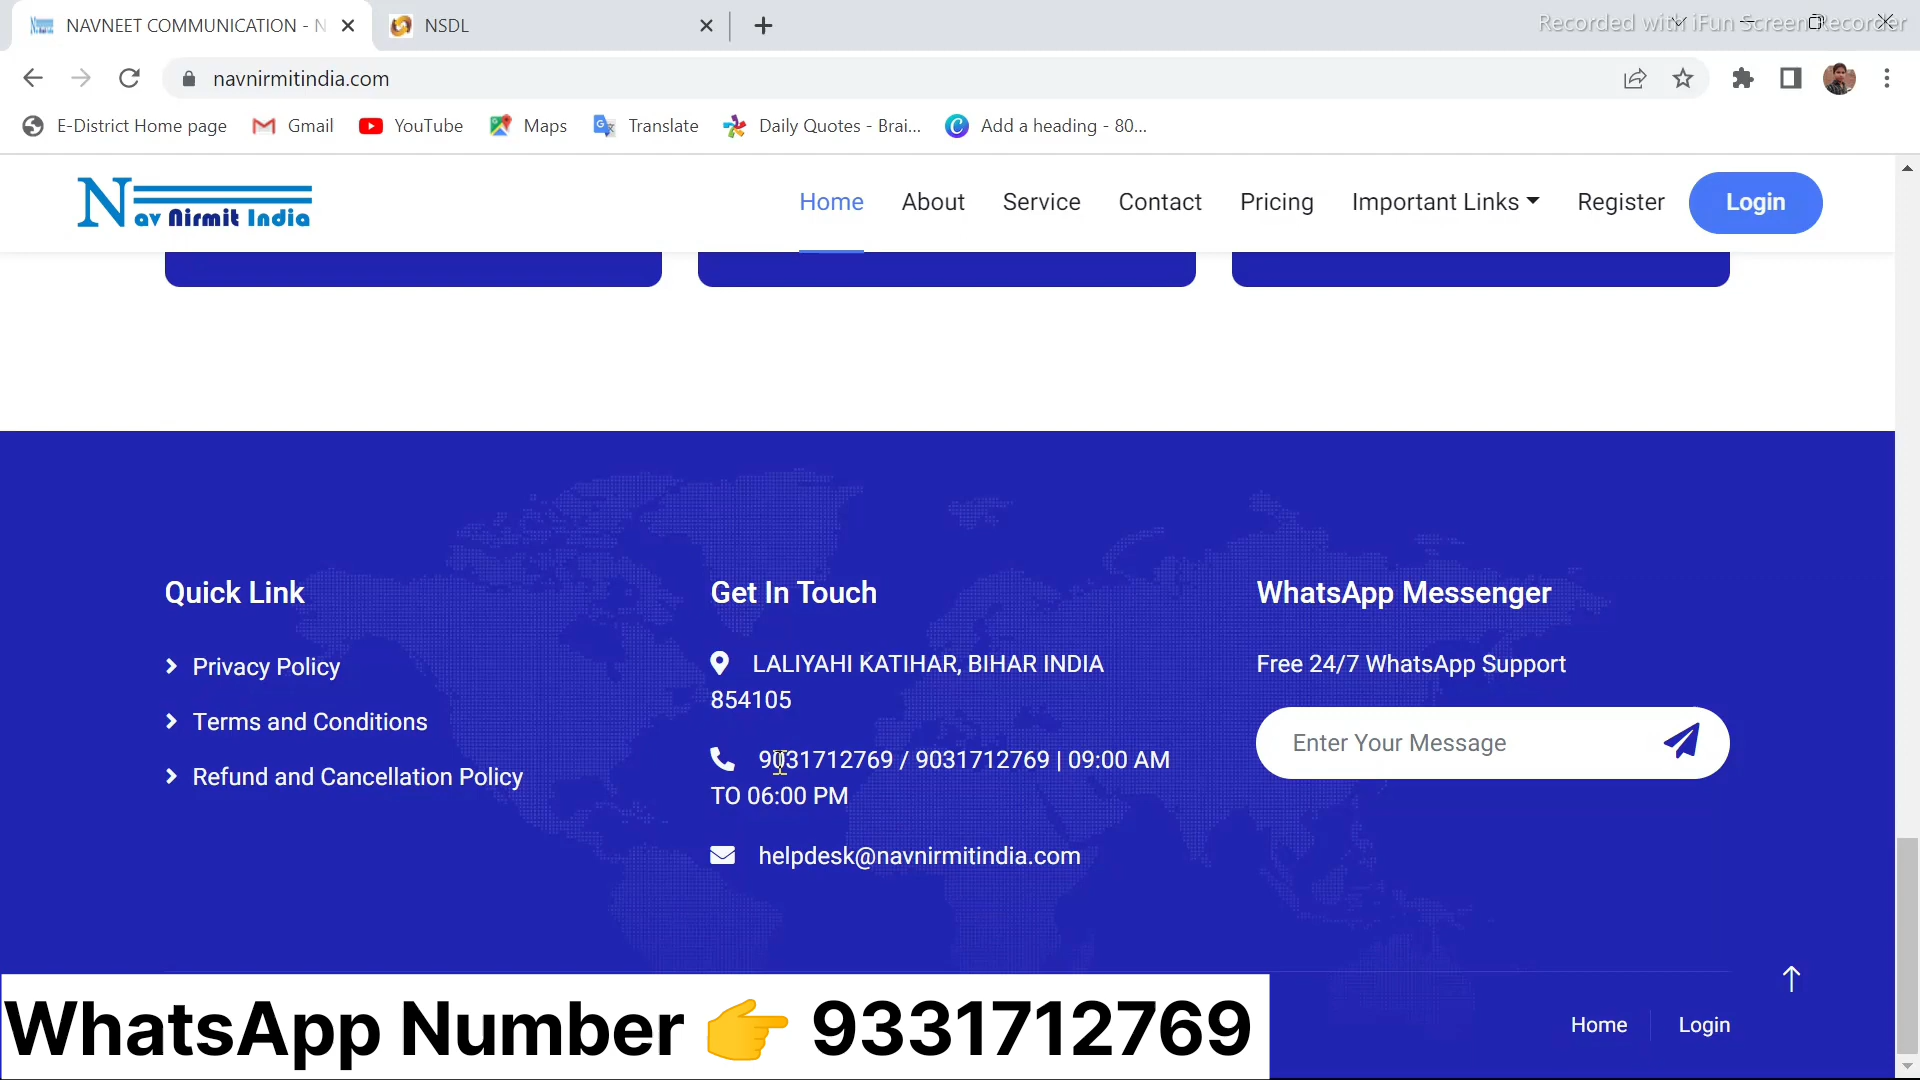 NAVNEET COMMUNICATION - N
NSDL
Recorded with iFun Screen Recorder
navnirmitindia.com
E-District Home page
Gmail
YouTube
Maps
Translate
Daily Quotes - Brai...
Add a heading - 80...
Nav Nirmit India
Home
About
Service
Contact
Pricing
Important Links
Register
Login
Quick Link
Privacy Policy
Terms and Conditions
Refund and Cancellation Policy
Get In Touch
LALIYAHI KATIHAR, BIHAR INDIA
854105
9031712769 / 9031712769 | 09:00 AM
TO 06:00 PM
helpdesk@navnirmitindia.com
WhatsApp Messenger
Free 24/7 WhatsApp Support
Enter Your Message
WhatsApp Number 👉 9331712769
Home
Login